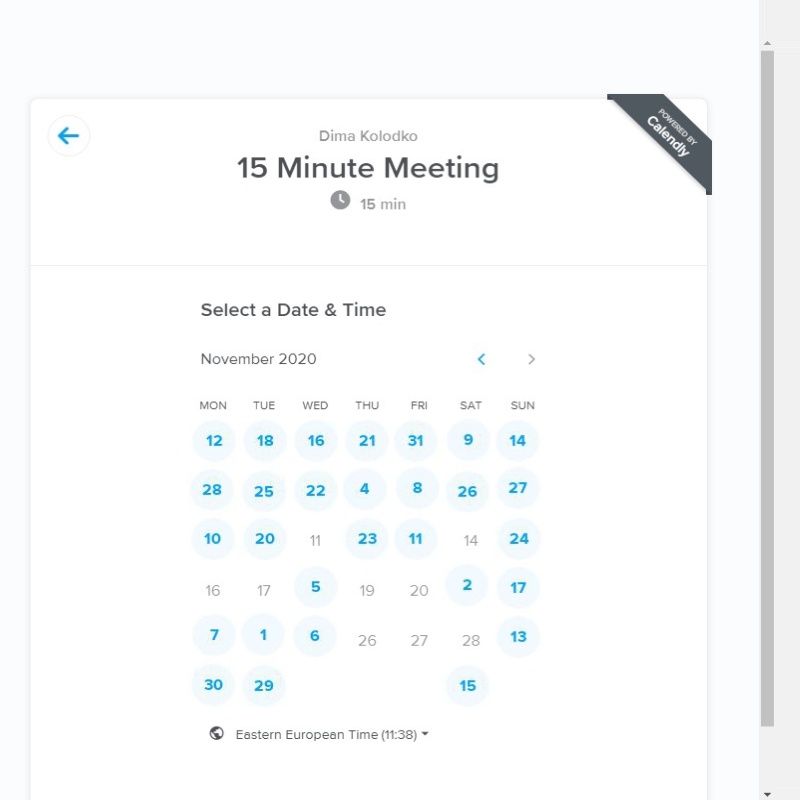 POWERED BY
Calendly
Dima Kolodko
15 Minute Meeting
15 min
Select a Date & Time
November 2020
MON TUE WED THU FRI SAT SUN
12 18 16 21 31 9 14
28 25 22 4 8 26 27
10 20 11 23 11 14 24
16 17 5 19 20 2 17
7 1 6 26 27 28 13
30 29 15
Eastern European Time (11:38)